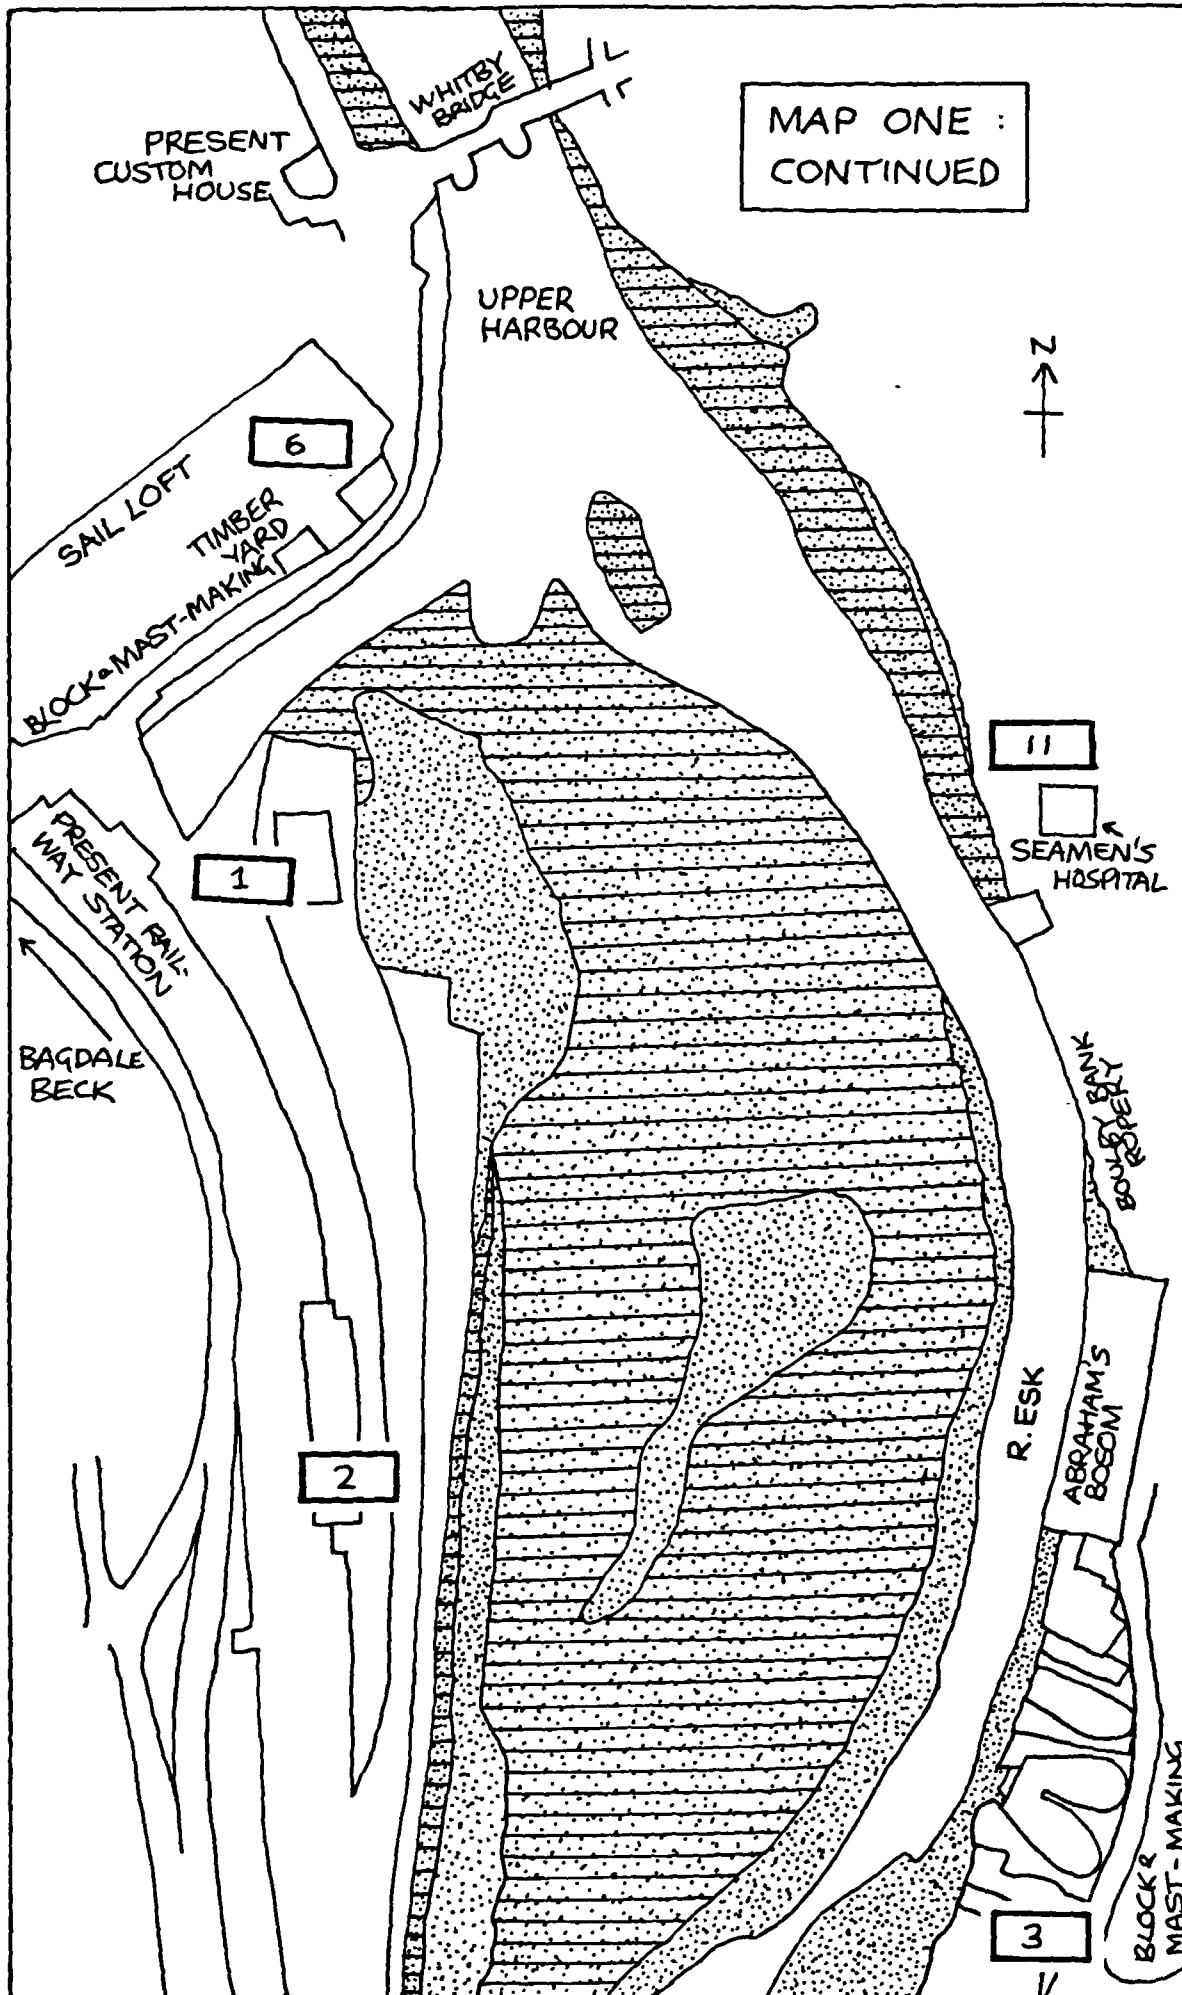 MAP ONE :
CONTINUED
WHITBY
BRIDGE
PRESENT
CUSTOM
HOUSE
UPPER
HARBOUR
N
6
SAIL LOFT
TIMBER
YARD
BLOCK & MAST-MAKING
11
SEAMEN'S
HOSPITAL
PRESENT RAIL-
WAY STATION
1
BAGDALE
BECK
BOULBY BANK
ROPERY
R. ESK
ABRAHAM'S
BOSOM
2
3
BLOCK &
MAST-MAKING